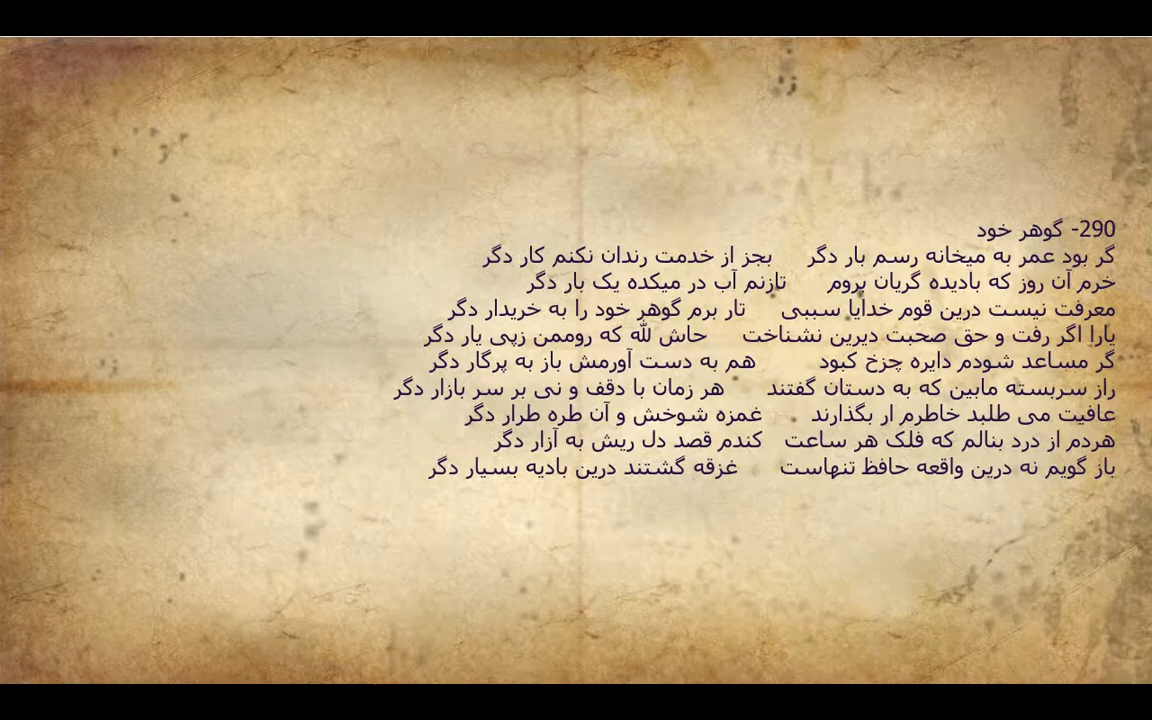 290- گوهر خود
گر بود عمر به میخانه رسم بار دگر بجز از خدمت رندان نکنم کار دگر
خرم آن روز که بادیده گریان بروم تازنم آب در میکده یک بار دگر
معرفت نیست درین قوم خدایا سببی تار برم گوهر خود را به خریدار دگر
یارا اگر رفت و حق صحبت دیرین نشناخت حاش لله که روممن زپی یار دگر
گر مساعد شودم دایره چزخ کبود هم به دست آورمش باز به پرگار دگر
راز سربسته مابین که به دستان گفتند هر زمان با دقف و نی بر سر بازار دگر
عافیت می طلبد خاطرم ار بگذارند غمزه شوخش و آن طره طرار دگر
هردم از درد بنالم که فلک هر ساعت کندم قصد دل ریش به آزار دگر
باز گویم نه درین واقعه حافظ تنهاست غزقه گشتند درین بادیه بسیار دگر